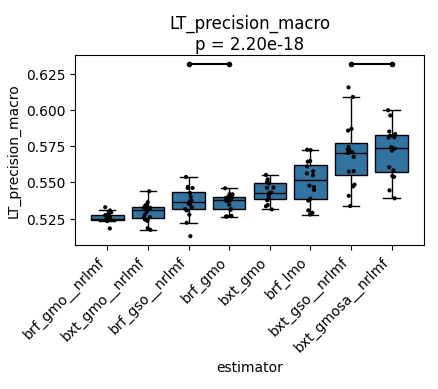 LT_precision_macro
p = 2.20e-18
LT_precision_macro
0.625
0.600
0.575
0.550
0.525
brf_gmo__nrlmf
bxt_gmo__nrlmf
brf_gso__nrlmf
brf_gmo
bxt_gmo
brf_lmo
bxt_gso__nrlmf
bxt_gmosa__nrlmf
estimator